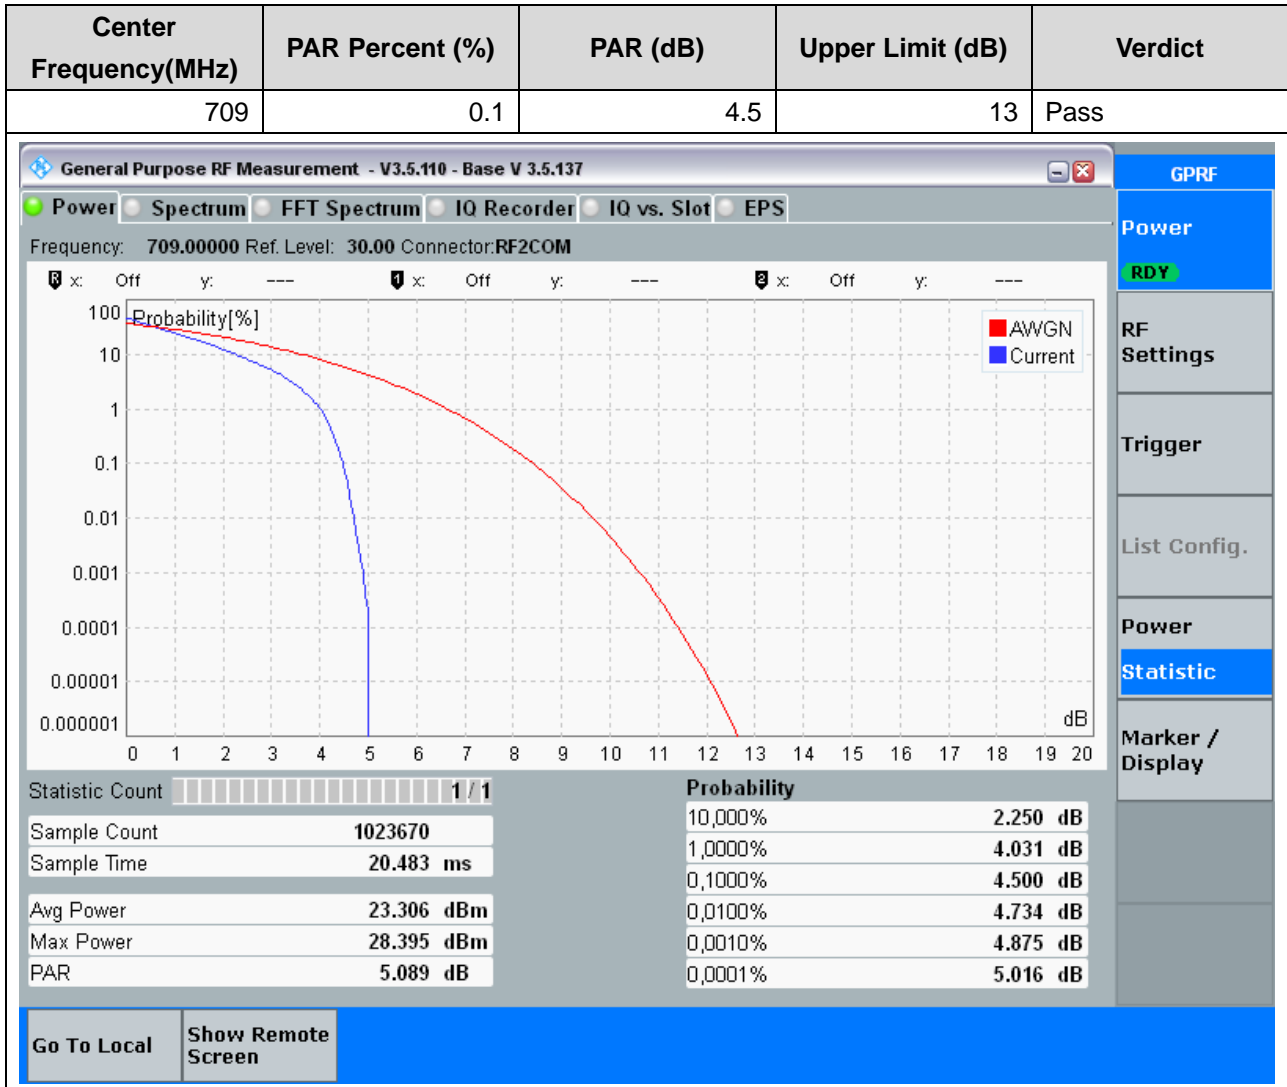 Center Frequency(MHz) PAR Percent (%) PAR (dB) Upper Limit (dB) Verdict
709 0.1 4.5 13 Pass
General Purpose RF Measurement - V3.5.110 - Base V 3.5.137
GPRF
Power Spectrum FFT Spectrum IQ Recorder IQ vs. Slot EPS
Frequency: 709.00000 Ref. Level: 30.00 Connector:RF2COM
R x: Off y: --- 1 x: Off y: --- 2 x: Off y: ---
Probability[%]
AWGN
Current
100
10
1
0.1
0.01
0.001
0.0001
0.00001
0.000001
dB
0 1 2 3 4 5 6 7 8 9 10 11 12 13 14 15 16 17 18 19 20
Statistic Count 1 / 1
Sample Count 1023670
Sample Time 20.483 ms
Avg Power 23.306 dBm
Max Power 28.395 dBm
PAR 5.089 dB
Probability
10,000% 2.250 dB
1,0000% 4.031 dB
0,1000% 4.500 dB
0,0100% 4.734 dB
0,0010% 4.875 dB
0,0001% 5.016 dB
Power
RDY
RF
Settings
Trigger
List Config.
Power
Statistic
Marker /
Display
Go To Local
Show Remote
Screen